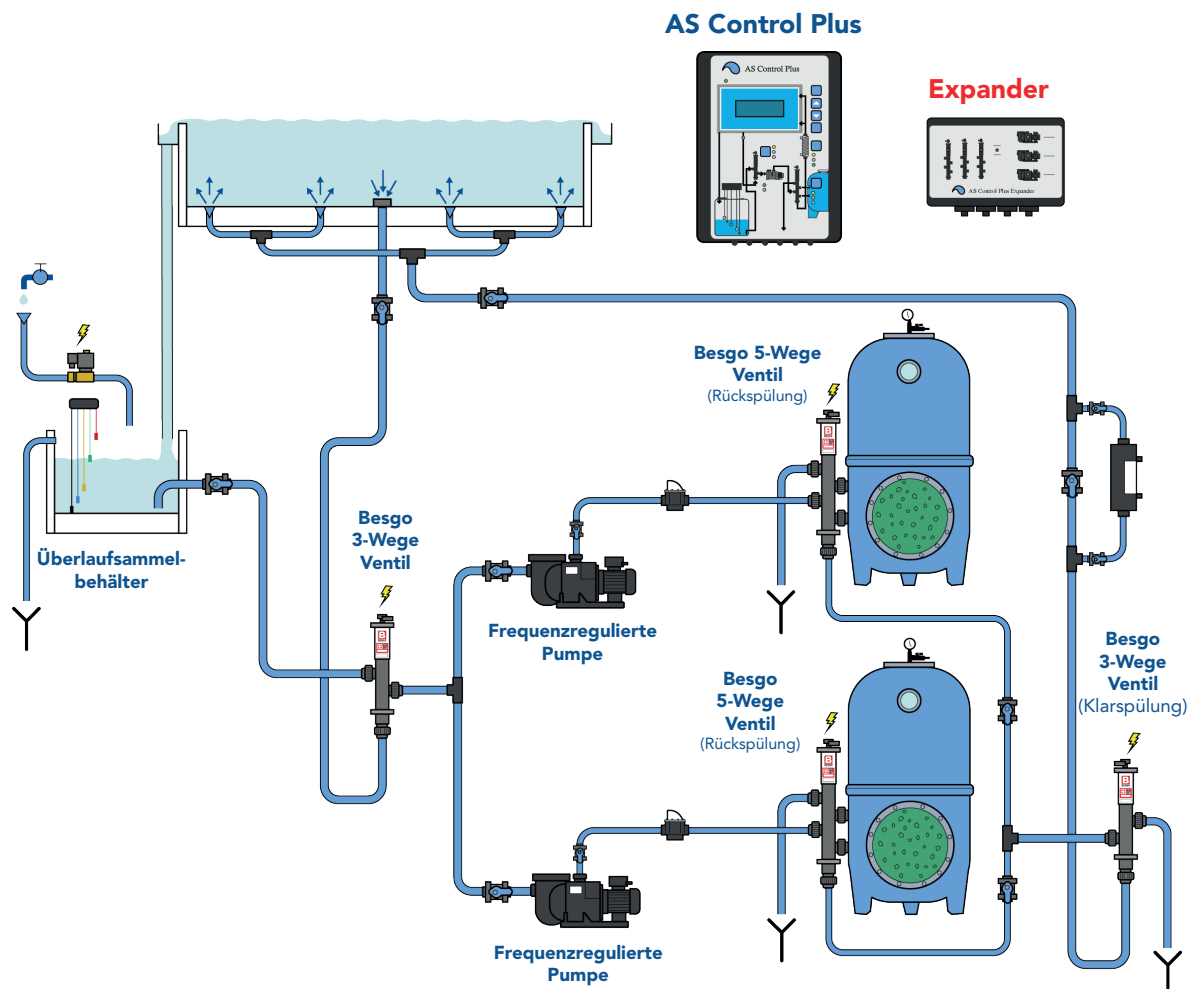 AS Control Plus
AS Control Plus
Expander
AS Control Plus Expander
Besgo 5-Wege
Ventil
(Rückspülung)
B
Besgo
3-Wege
Ventil
B
Überlaufsammel-
behälter
Frequenzregulierte
Pumpe
Besgo
5-Wege
Ventil
(Rückspülung)
B
Besgo
3-Wege
Ventil
(Klarspülung)
B
Frequenzregulierte
Pumpe